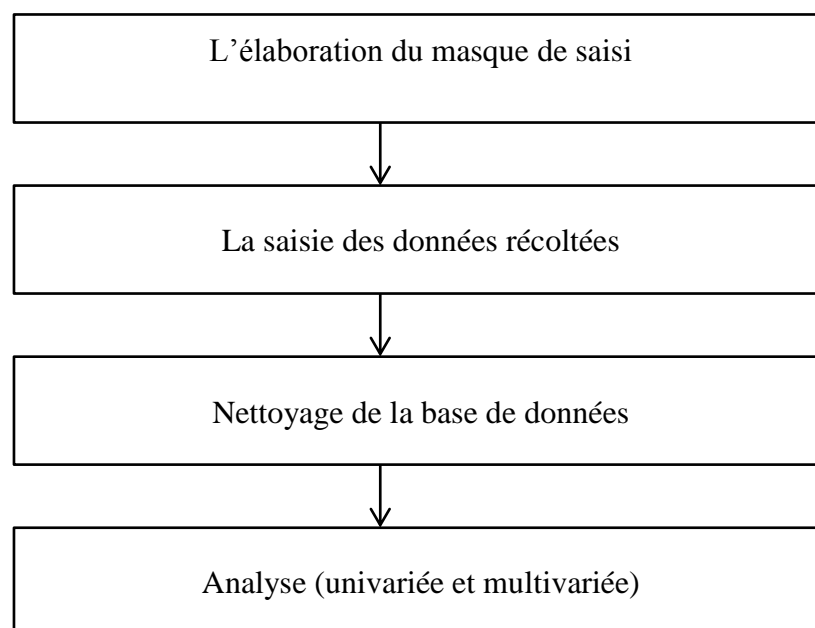 L’élaboration du masque de saisi
La saisie des données récoltées
Nettoyage de la base de données
Analyse (univariée et multivariée)